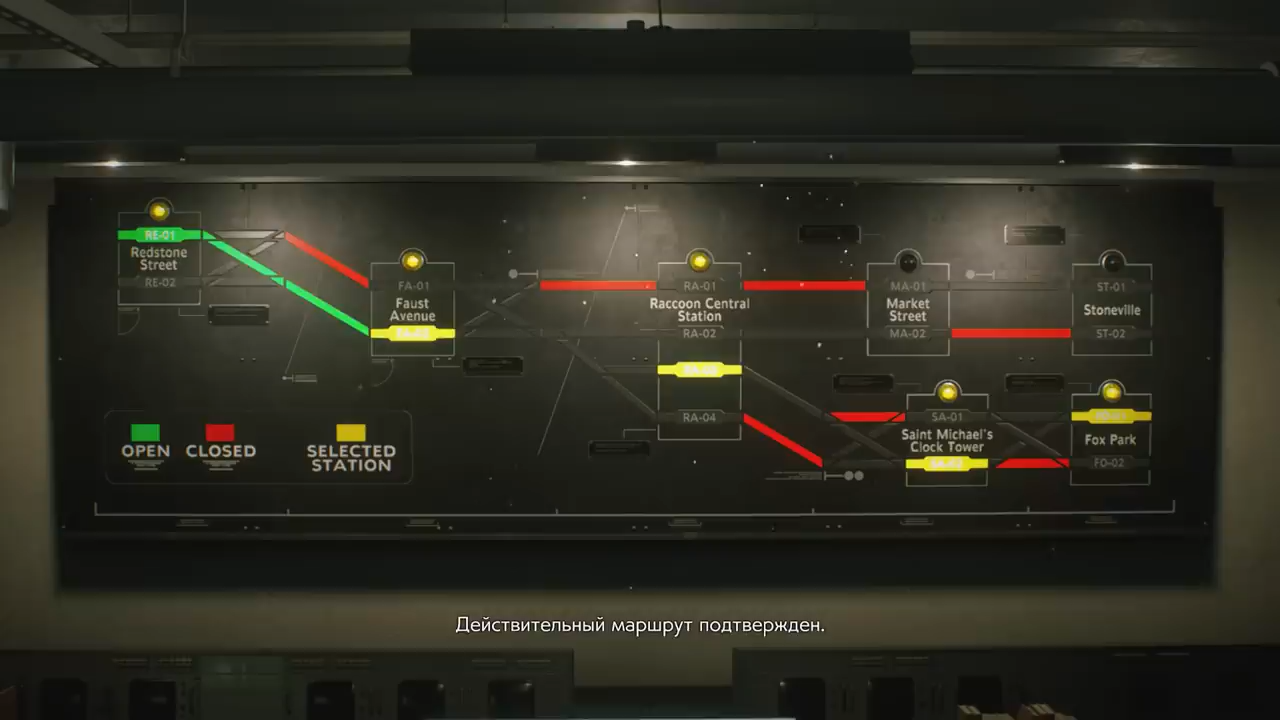 RE-01
Redstone
Street
RE-02
FA-01
Faust
Avenue
RA-01
Raccoon Central
Station
RA-02
RA-04
MA-01
Market
Street
MA-02
ST-01
Stoneville
ST-02
SA-01
Saint Michael's
Clock Tower
Fox Park
FO-02
OPEN
CLOSED
SELECTED
STATION
Действительный маршрут подтвержден.